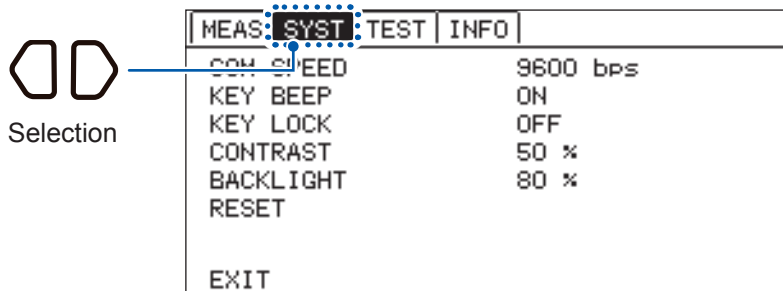 MEAS SYST TEST INFO
COM SPEED 9600 bps
KEY BEEP ON
Selection
KEY LOCK OFF
CONTRAST 50 %
BACKLIGHT 80 %
RESET
EXIT